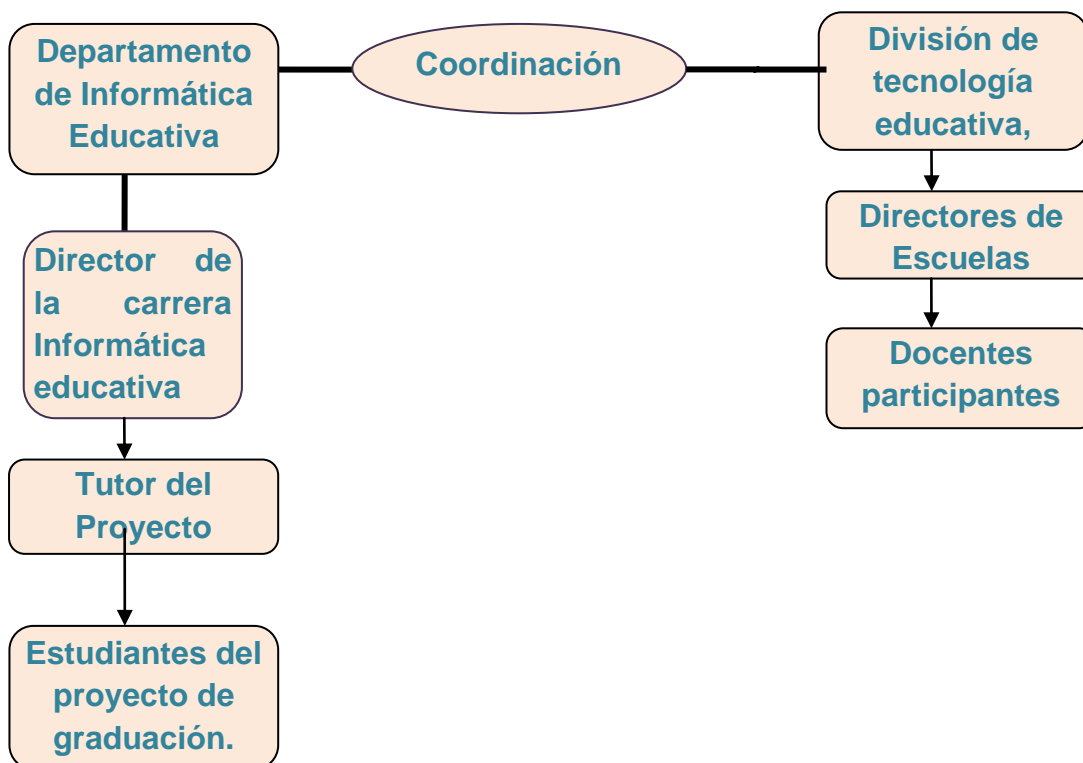 Departamento
de Informática
Educativa
Coordinación
División de
tecnología
educativa,
Director de
la carrera
Informática
educativa
Directores de
Escuelas
Docentes
participantes
Tutor del
Proyecto
Estudiantes del
proyecto de
graduación.